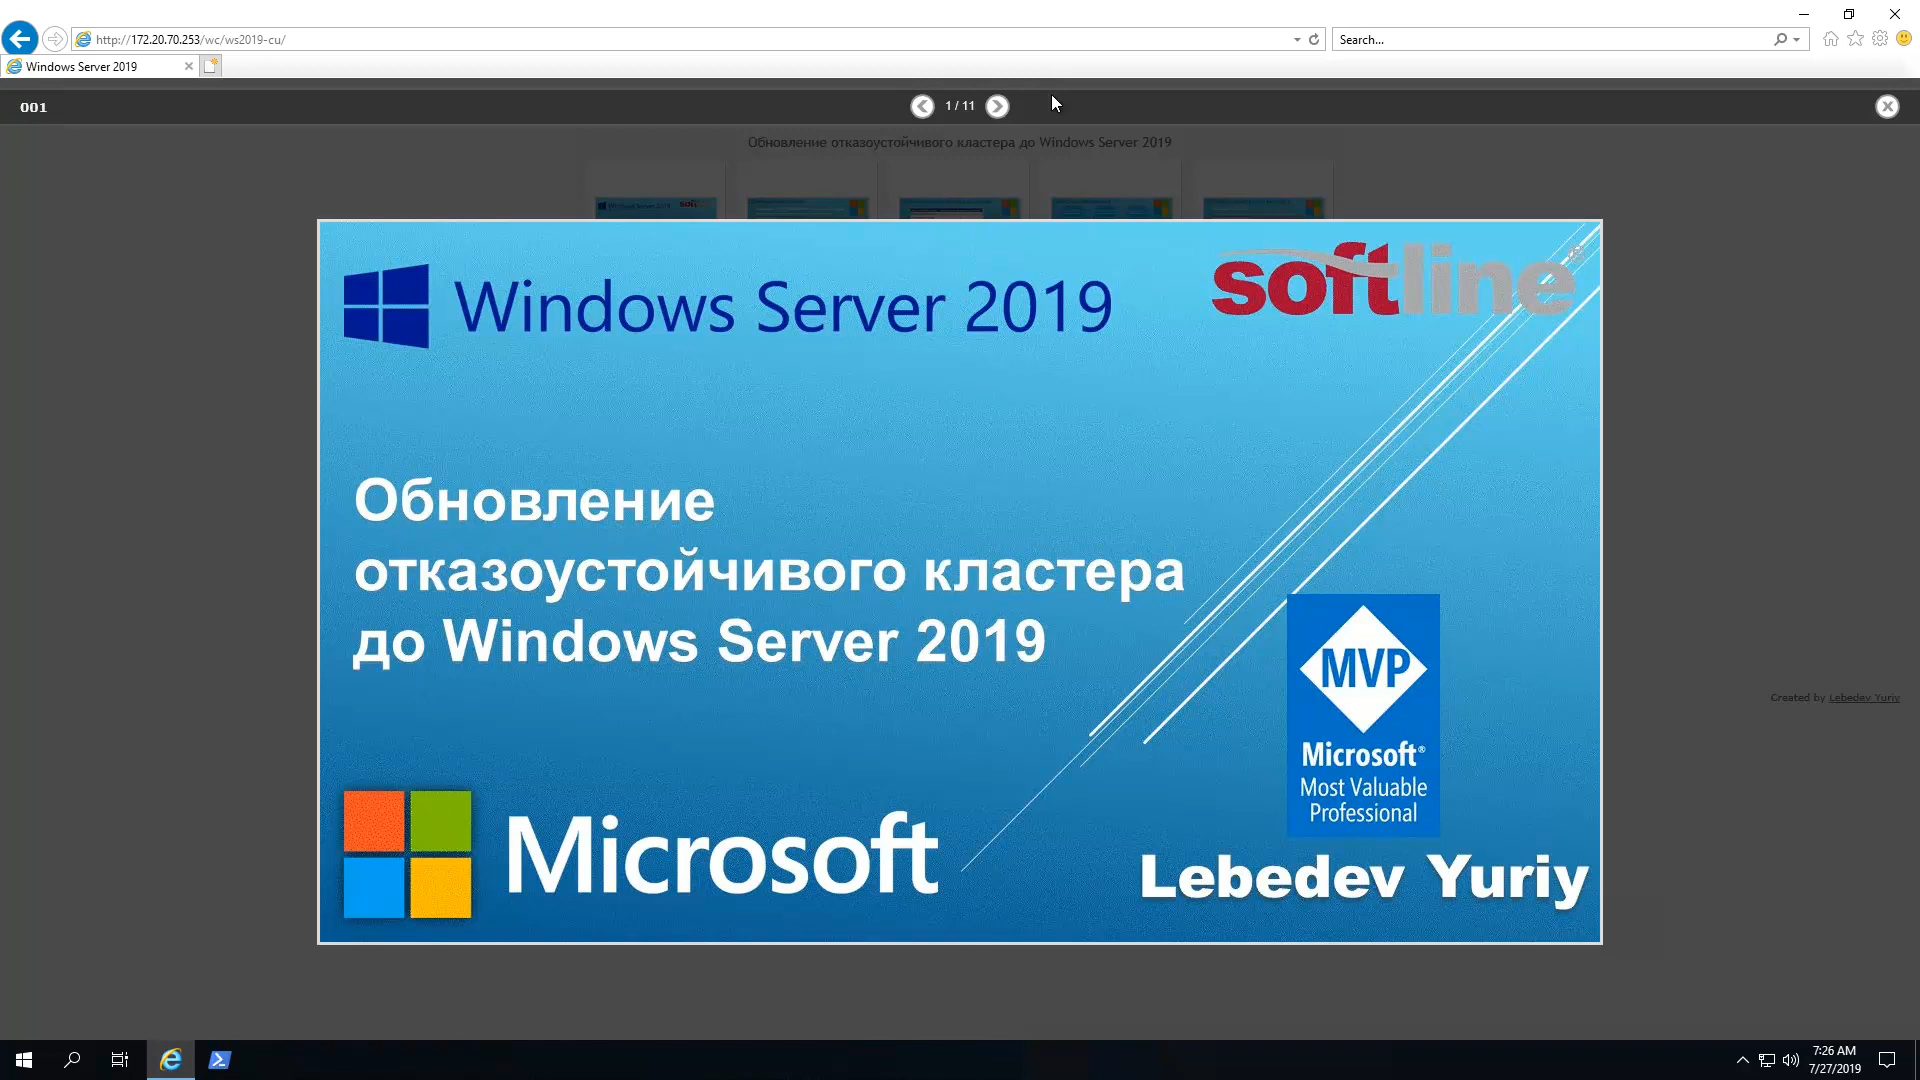 http://172.20.70.253/wc/ws2019-cu/
Search...
Windows Server 2019
001
1 / 11
Обновление отказоустойчивого кластера до Windows Server 2019
Windows Server 2019
softline
Обновление
отказоустойчивого кластера
до Windows Server 2019
MVP
Microsoft®
Most Valuable
Professional
Created by Lebedev Yuriy
Microsoft
Lebedev Yuriy
7:26 AM
7/27/2019